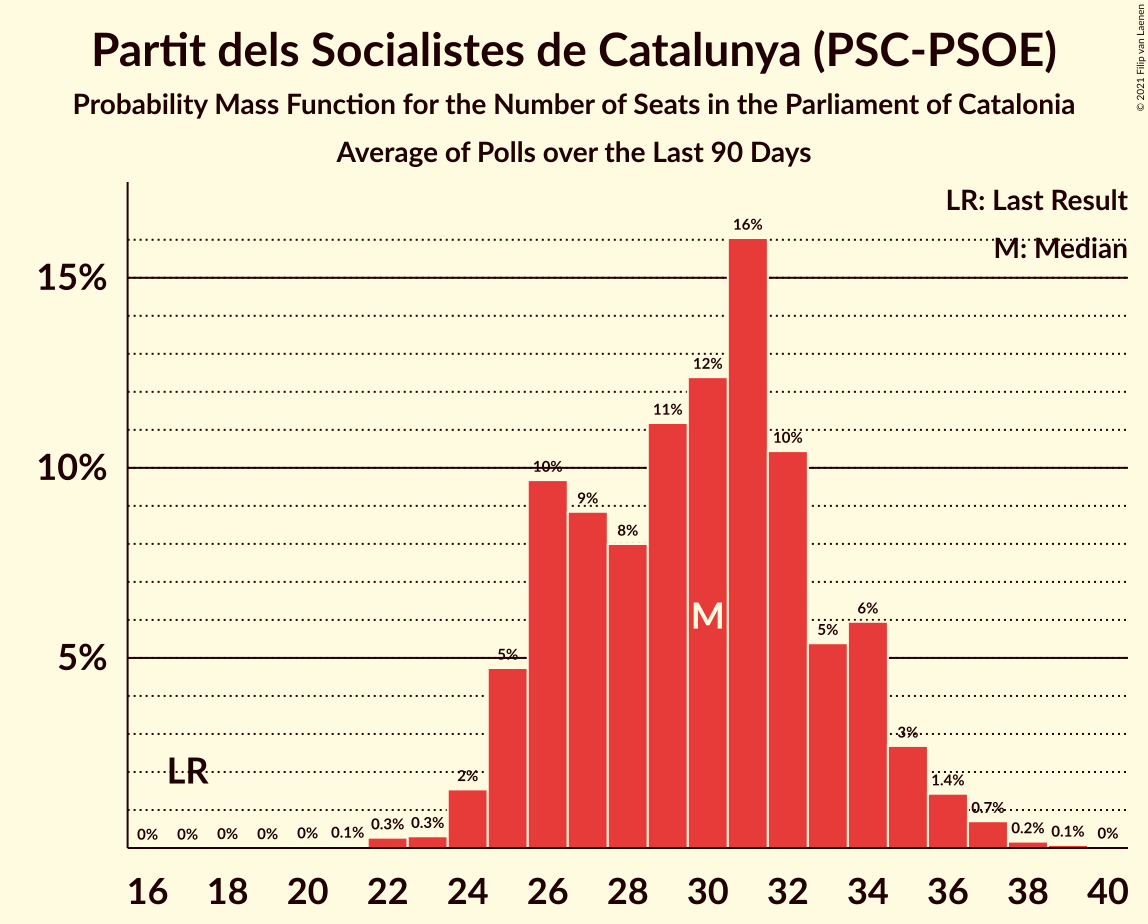 Partit dels Socialistes de Catalunya (PSC-PSOE)
Probability Mass Function for the Number of Seats in the Parliament of Catalonia
Average of Polls over the Last 90 Days
© 2021 Filip van Laenen
LR: Last Result
M: Median
15%
10%
5%
0% 0% 0% 0% 0% 0.1% 0.3% 0.3% 2% 5% 10% 9% 8% 11% 12% 16% 10% 5% 6% 3% 1.4% 0.7% 0.2% 0.1% 0%
LR
M
16 18 20 22 24 26 28 30 32 34 36 38 40